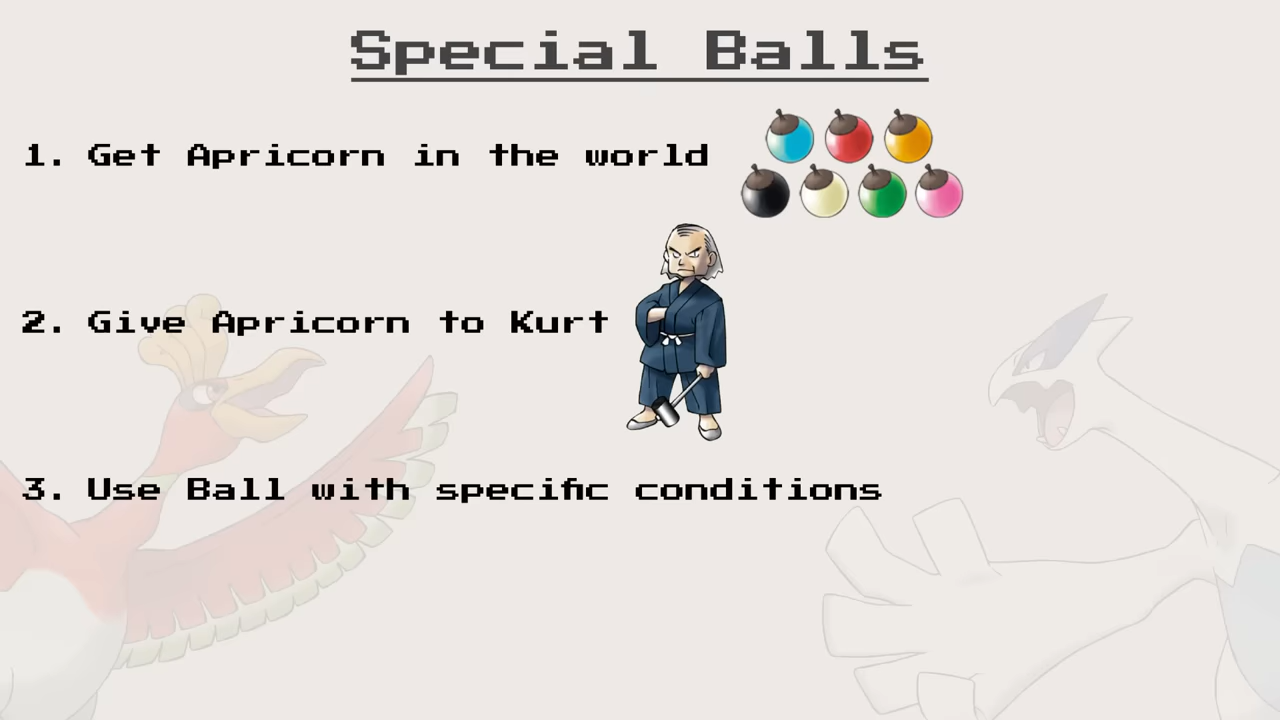 Special Balls
1. Get Apricorn in the world
2. Give Apricorn to Kurt
3. Use Ball with specific conditions